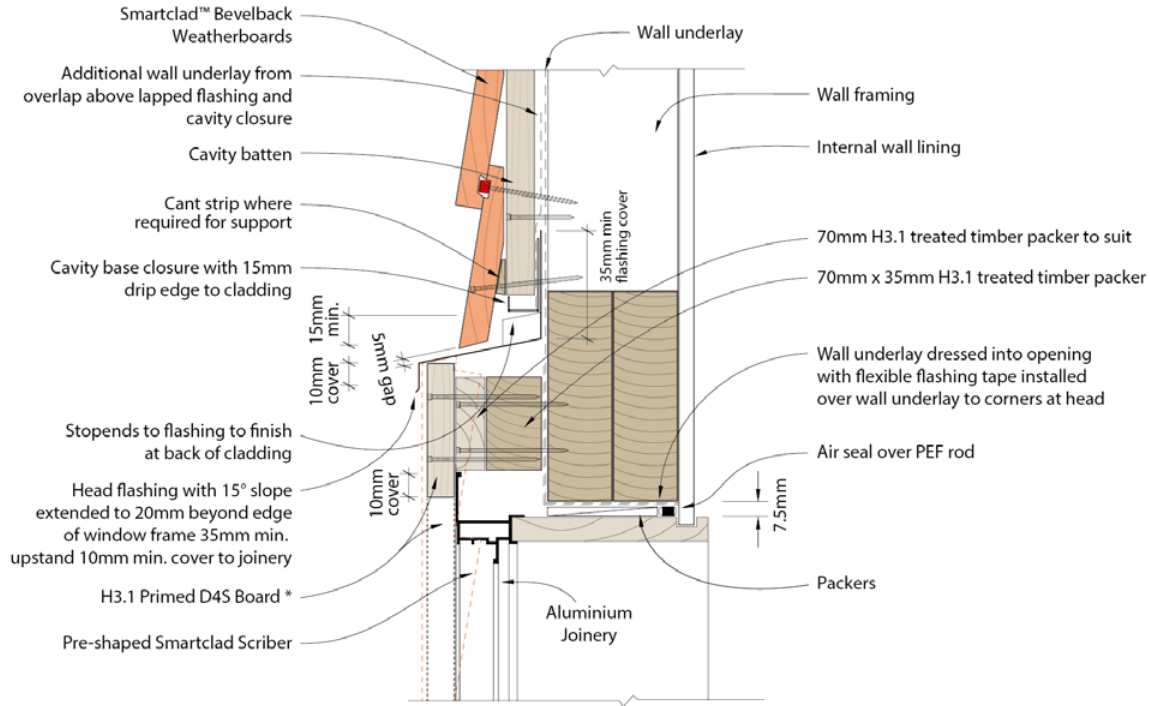 Smartclad™ Bevelback
Weatherboards
Additional wall underlay from
overlap above lapped flashing and
cavity closure
Cavity batten
Cant strip where
required for support
Cavity base closure with 15mm
drip edge to cladding
15mm
min.
10mm
cover
5mm gap
Stopends to flashing to finish
at back of cladding
Head flashing with 15° slope
extended to 20mm beyond edge
of window frame 35mm min.
upstand 10mm min. cover to joinery
10mm
cover
H3.1 Primed D4S Board *
Pre-shaped Smartclad Scriber
Wall underlay
Wall framing
Internal wall lining
35mm min
flashing cover
70mm H3.1 treated timber packer to suit
70mm x 35mm H3.1 treated timber packer
Wall underlay dressed into opening
with flexible flashing tape installed
over wall underlay to corners at head
Air seal over PEF rod
7.5mm
Packers
Aluminium
Joinery